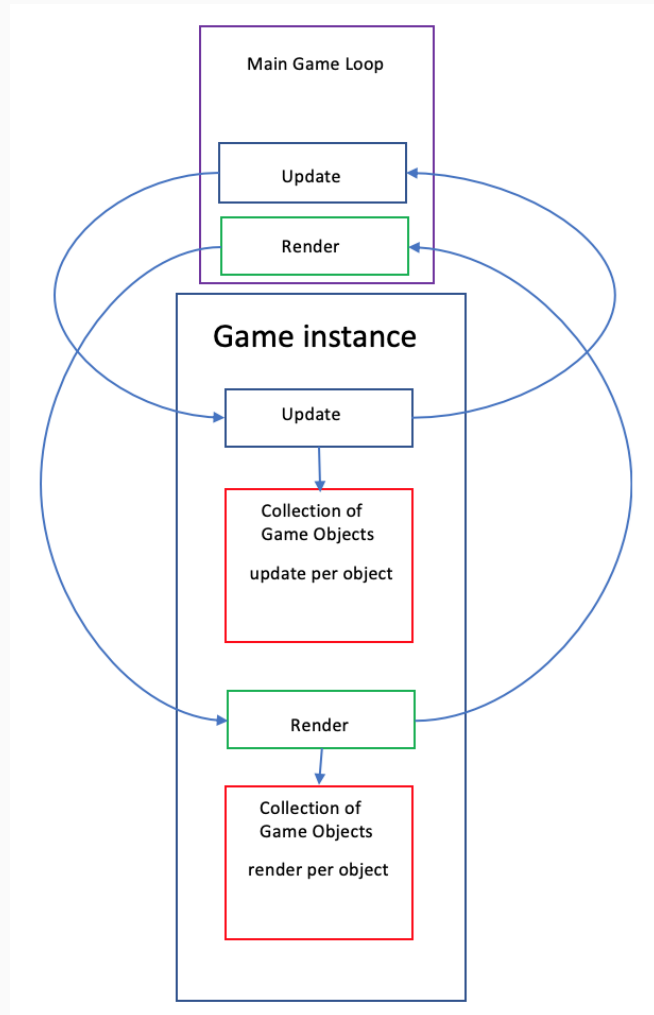 Main Game Loop
Update
Render
Game instance
Update
Collection of
Game Objects
update per object
Render
Collection of
Game Objects
render per object